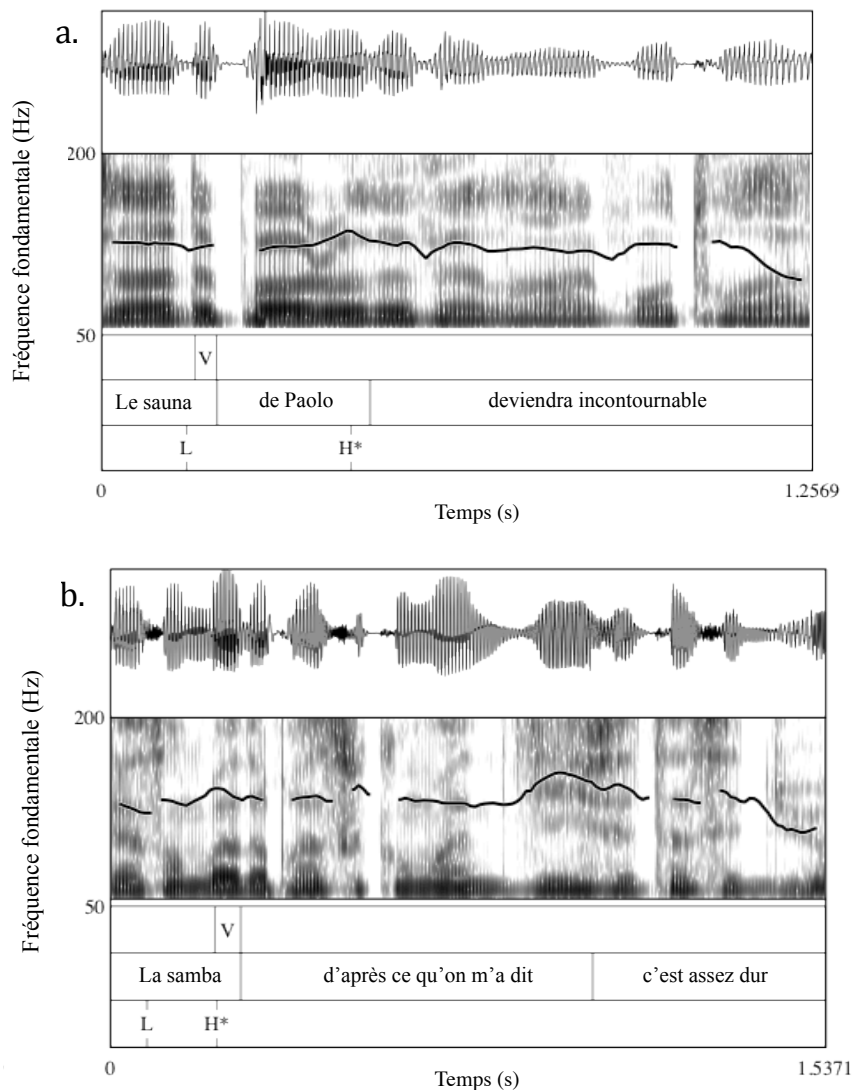 a.
Fréquence fondamentale (Hz)
200
50
V
Le sauna de Paolo deviendra incontournable
L H*
0 1.2569
Temps (s)
b.
Fréquence fondamentale (Hz)
200
50
V
La samba d'après ce qu'on m'a dit c'est assez dur
L H*
0 1.5371
Temps (s)